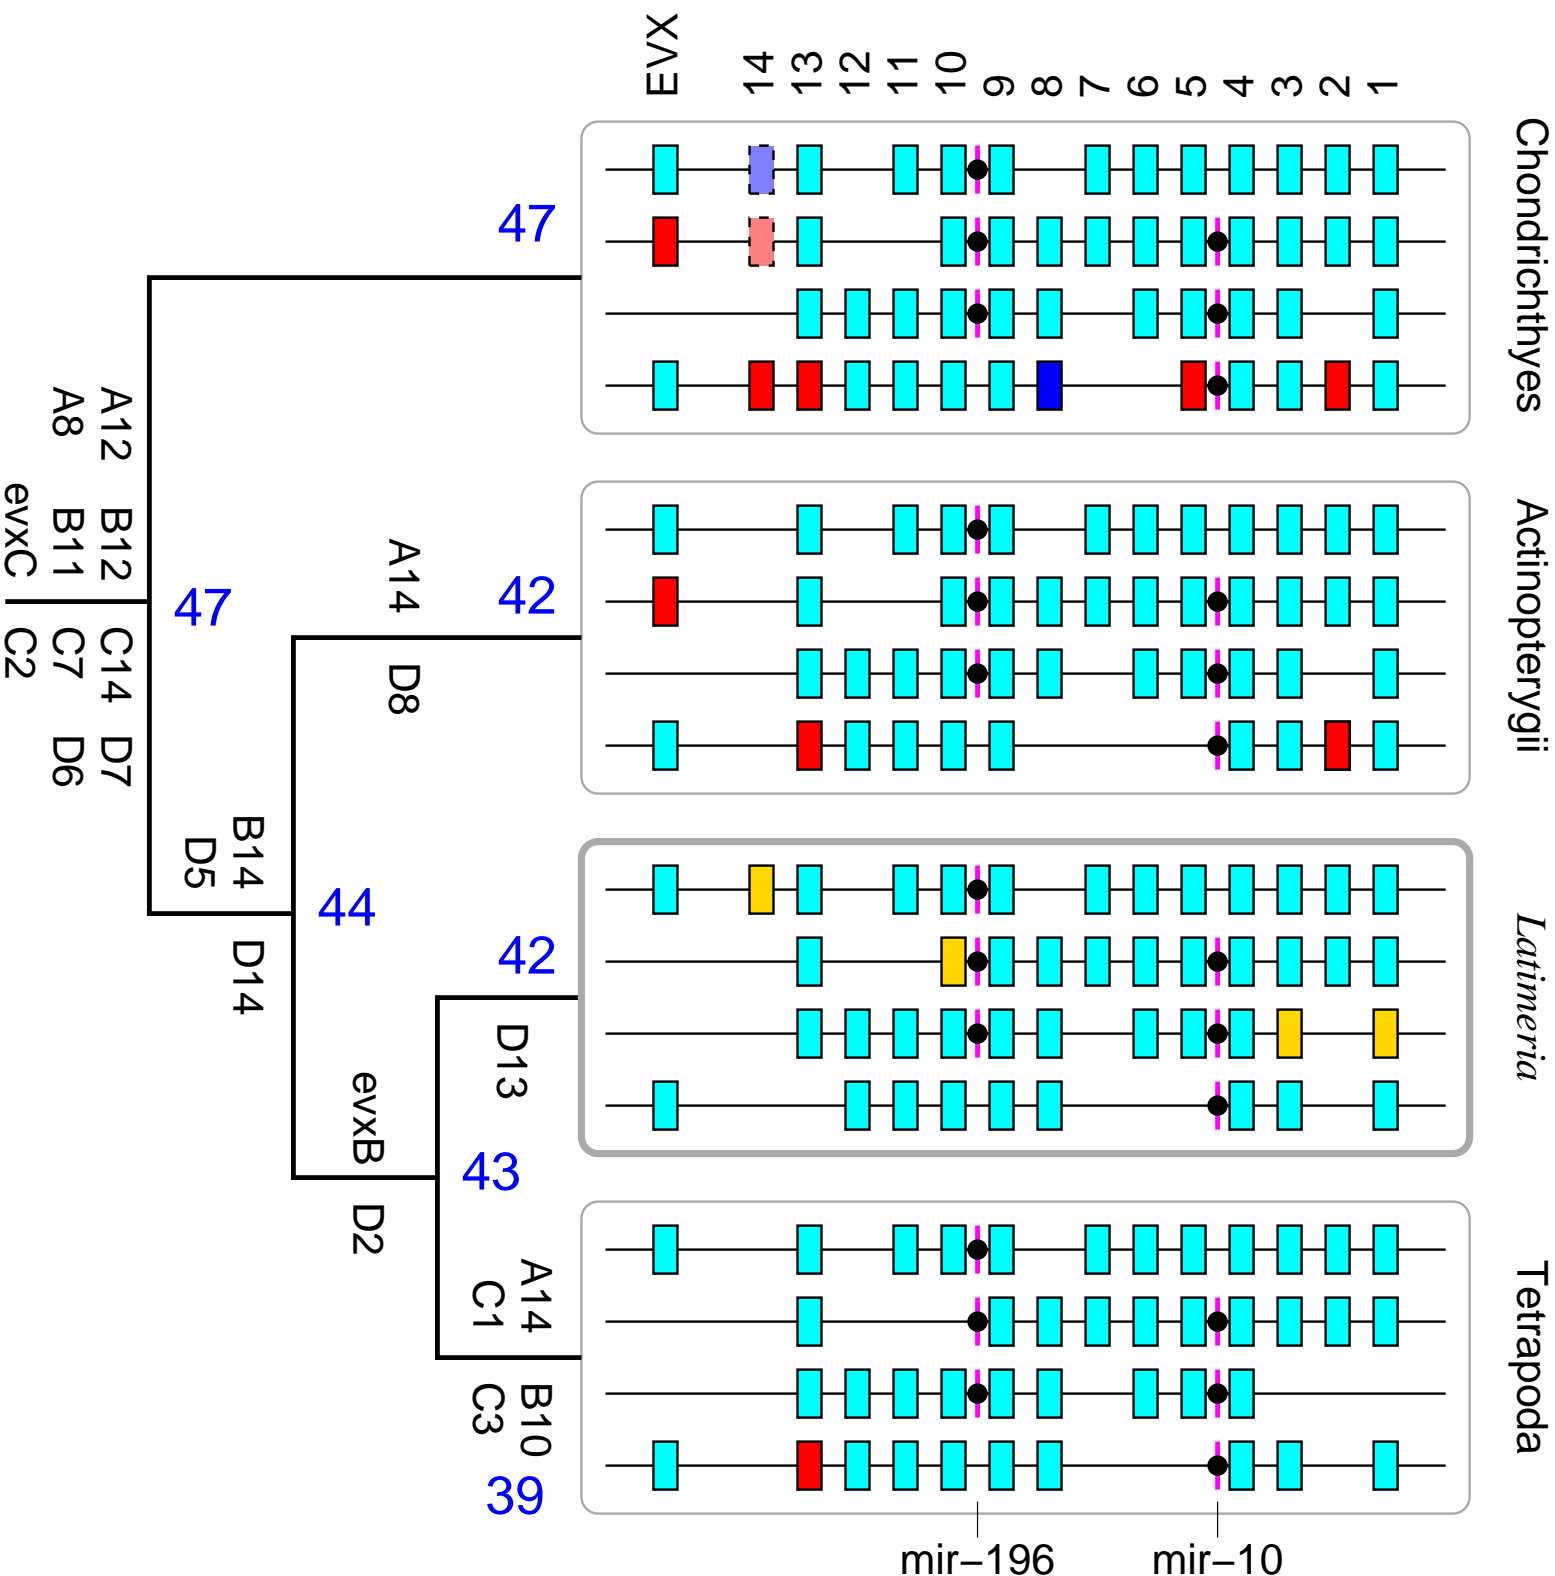 EVX 14 13 12 11 10 9 8 7 6 5 4 3 2 1
Chondrichthyes
Actinopterygii
Latimeria
Tetrapoda
47
47
42
44
42
43
39
A12 B12 C14 D7
A8 B11 C7 D6
evxC C2
B14 D14
D5
A14 D8
evxB D2
D13
A14 B10
C1 C3
mir–196 mir–10